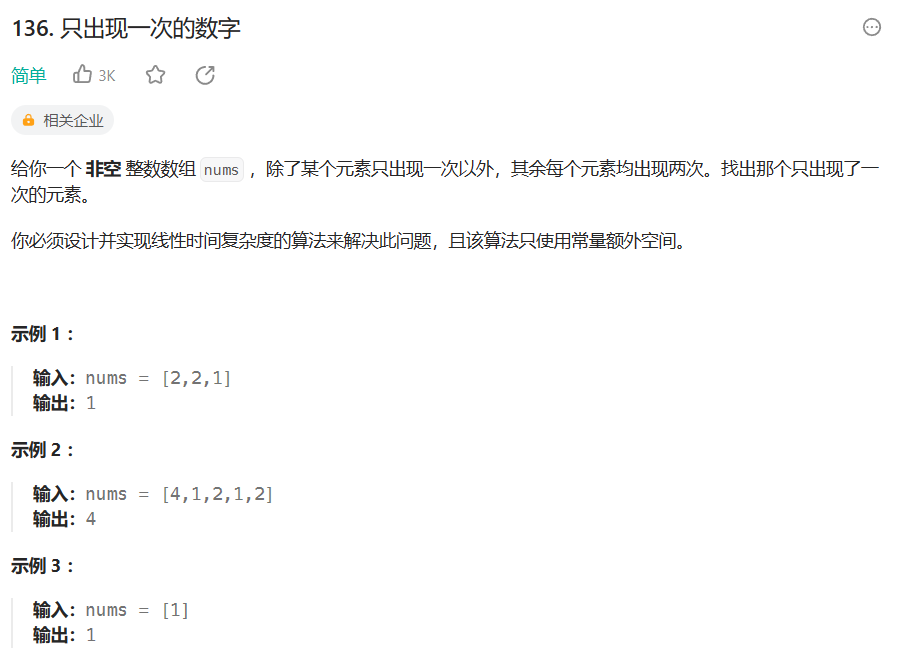 136. 只出现一次的数字
简单 3K
相关企业
给你一个 非空 整数数组 nums ，除了某个元素只出现一次以外，其余每个元素均出现两次。找出那个只出现了一
次的元素。
你必须设计并实现线性时间复杂度的算法来解决此问题，且该算法只使用常量额外空间。
示例 1：
输入：nums = [2,2,1]
输出：1
示例 2：
输入：nums = [4,1,2,1,2]
输出：4
示例 3：
输入：nums = [1]
输出：1